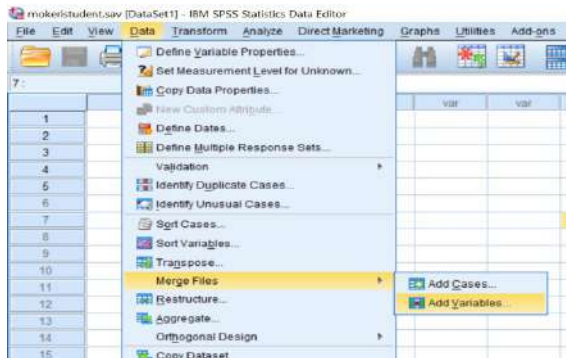 mokeristudent.sav [DataSet1] - IBM SPSS Statistics Data Editor
File Edit View Data Transform Analyze Direct Marketing Graphs Utilities Add-ons
7 :
Define Variable Properties...
Set Measurement Level for Unknown...
Copy Data Properties...
New Custom Attribute...
Define Dates...
Define Multiple Response Sets...
Validation
Identify Duplicate Cases...
Identify Unusual Cases...
Sort Cases...
Sort Variables...
Transpose...
Merge Files
Restructure...
Aggregate...
Orthogonal Design
Copy Dataset
Add Cases...
Add Variables...
var var
1
2
3
4
5
6
7
8
9
10
11
12
13
14
15